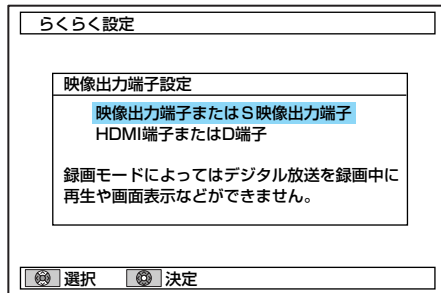 らくらく設定
映像出力端子設定
映像出力端子またはS映像出力端子
HDMI端子またはD端子
録画モードによってはデジタル放送を録画中に
再生や画面表示などができません。
選択 決定